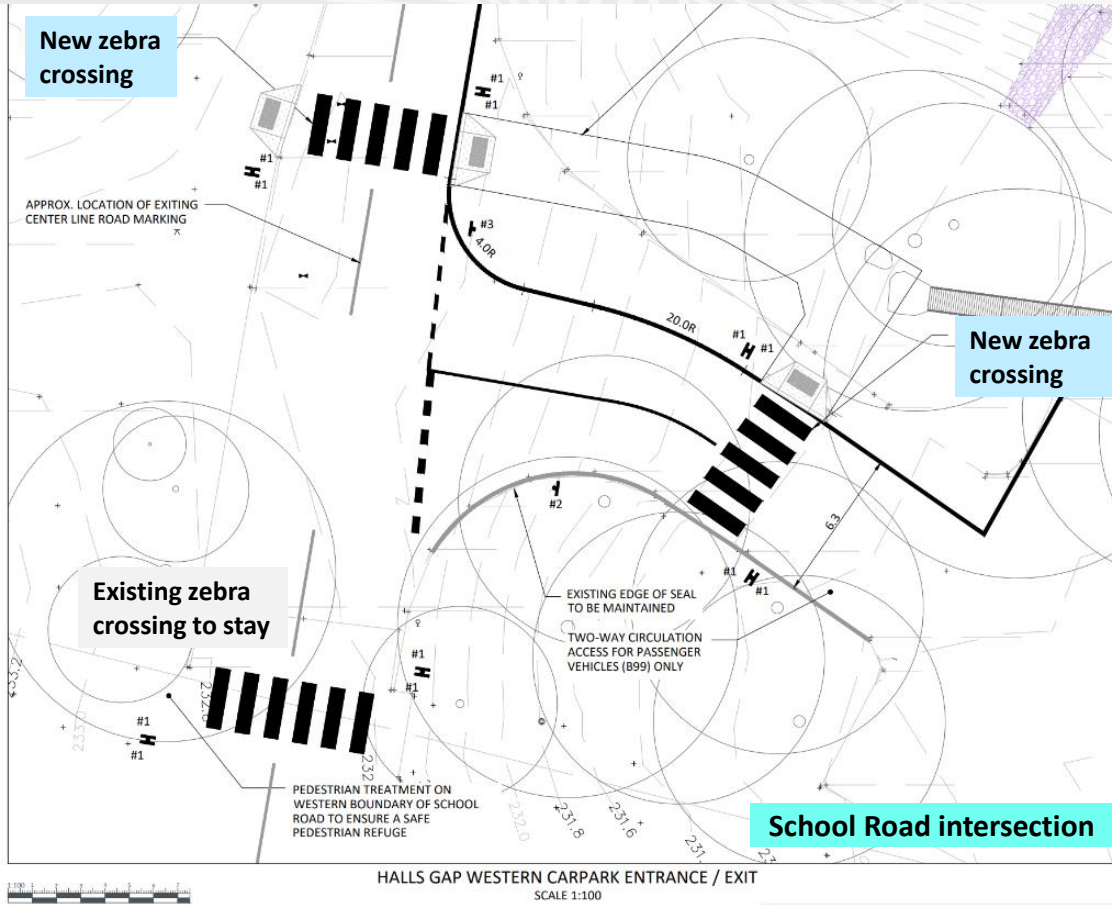 New zebra
crossing
#1
#1
#1
#1
APPROX. LOCATION OF EXITING
CENTER LINE ROAD MARKING
#3
4.0R
20.0R
#1
#1
New zebra
crossing
#2
6.3
#1
#1
Existing zebra
crossing to stay
EXISTING EDGE OF SEAL
TO BE MAINTAINED
TWO-WAY CIRCULATION
ACCESS FOR PASSENGER
VEHICLES (B99) ONLY
#1
#1
233.2
233.0
#1
#1
PEDESTRIAN TREATMENT ON
WESTERN BOUNDARY OF SCHOOL
ROAD TO ENSURE A SAFE
PEDESTRIAN REFUGE
232.0
231.8
231.6
School Road intersection
HALLS GAP WESTERN CARPARK ENTRANCE / EXIT
SCALE 1:100